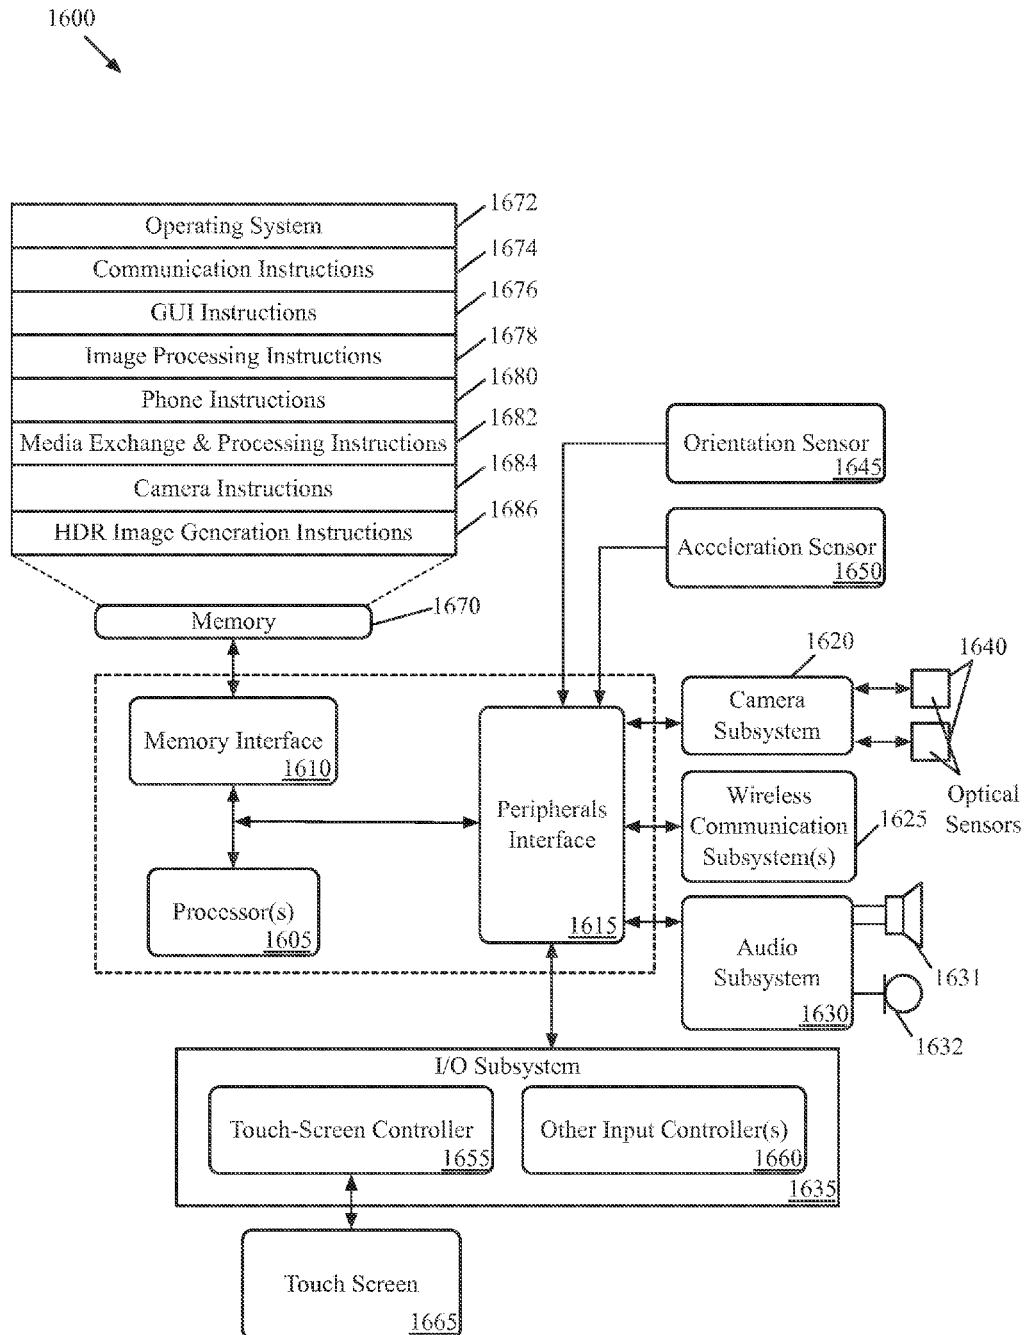 1600
Operating System
1672
Communication Instructions
1674
GUI Instructions
1676
Image Processing Instructions
1678
Phone Instructions
1680
Media Exchange & Processing Instructions
1682
Camera Instructions
1684
HDR Image Generation Instructions
1686
Memory
1670
Orientation Sensor
1645
Acceleration Sensor
1650
Memory Interface
1610
Processor(s)
1605
Peripherals
Interface
1615
1620
Camera
Subsystem
1640
Optical
Sensors
Wireless
Communication
Subsystem(s)
1625
Audio
Subsystem
1630
1631
1632
I/O Subsystem
Touch-Screen Controller
1655
Other Input Controller(s)
1660
1635
Touch Screen
1665